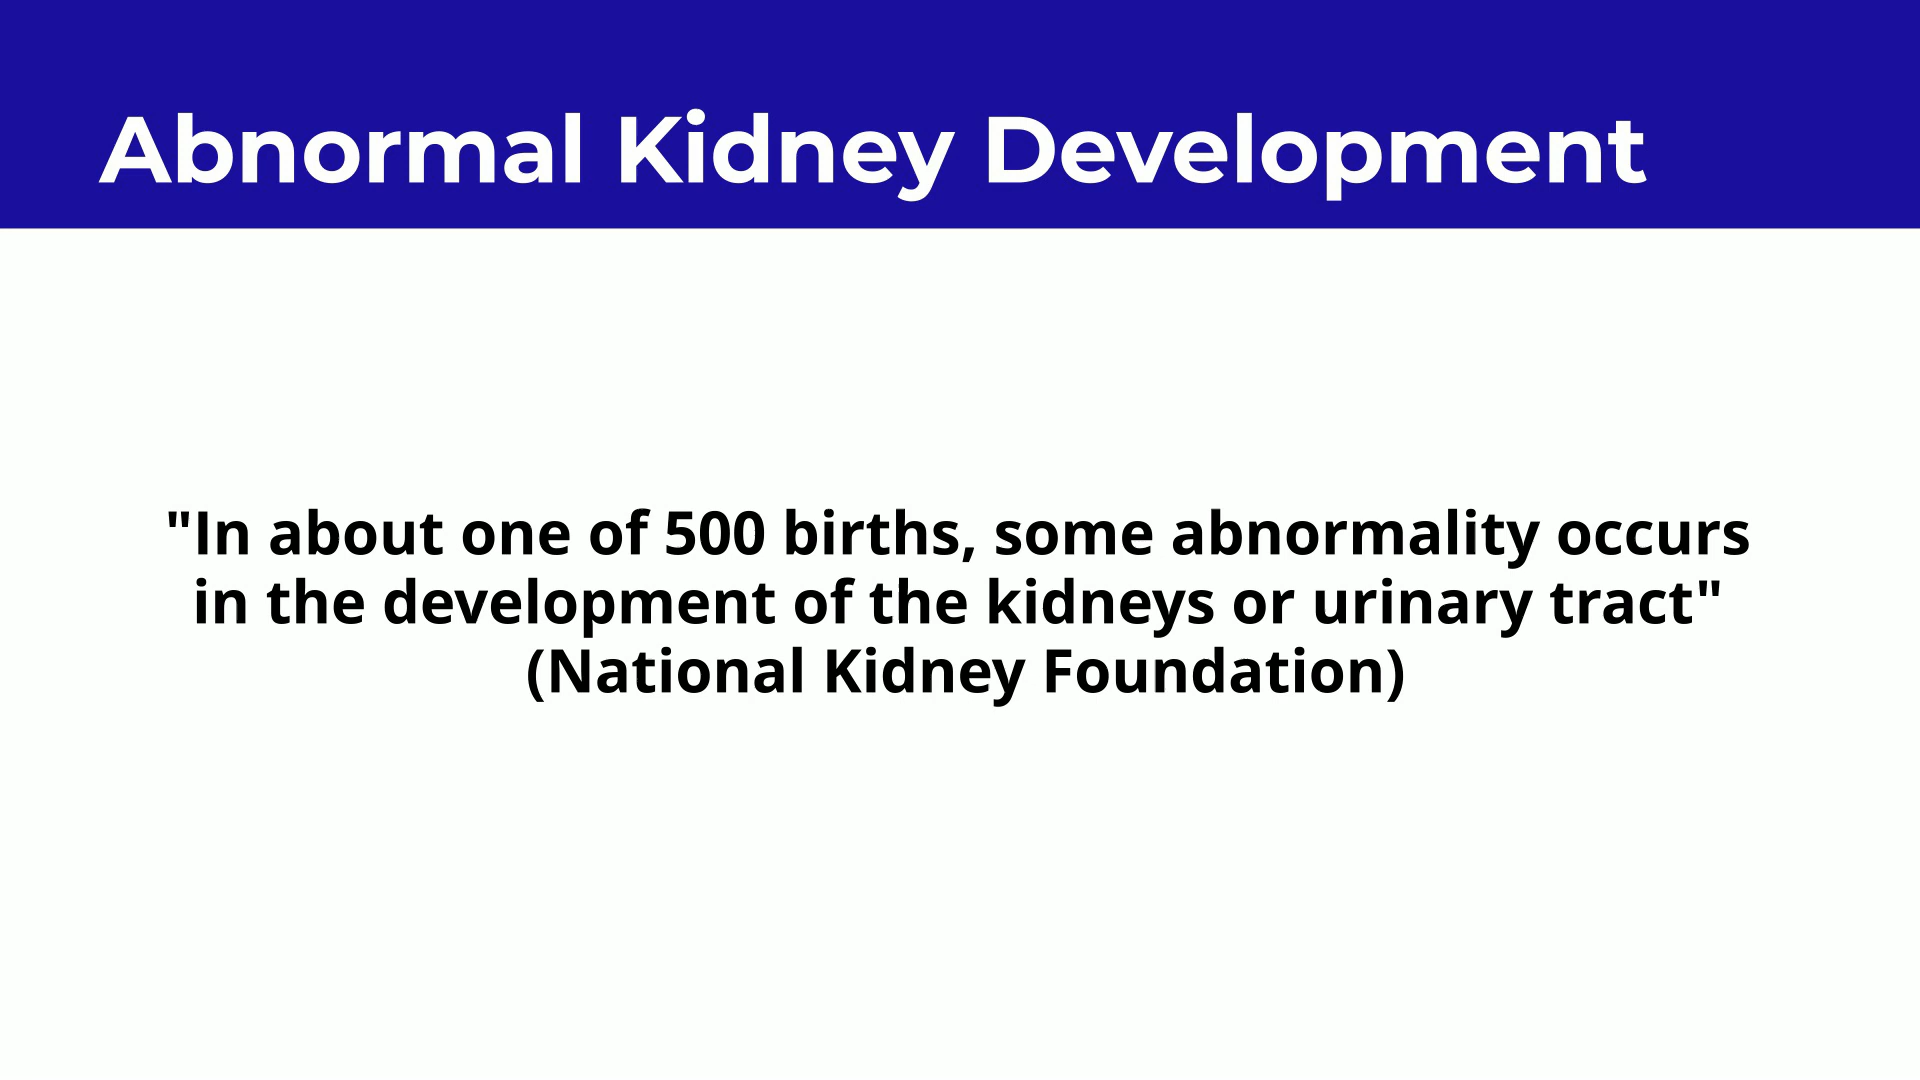 Abnormal Kidney Development
"In about one of 500 births, some abnormality occurs
in the development of the kidneys or urinary tract"
(National Kidney Foundation)